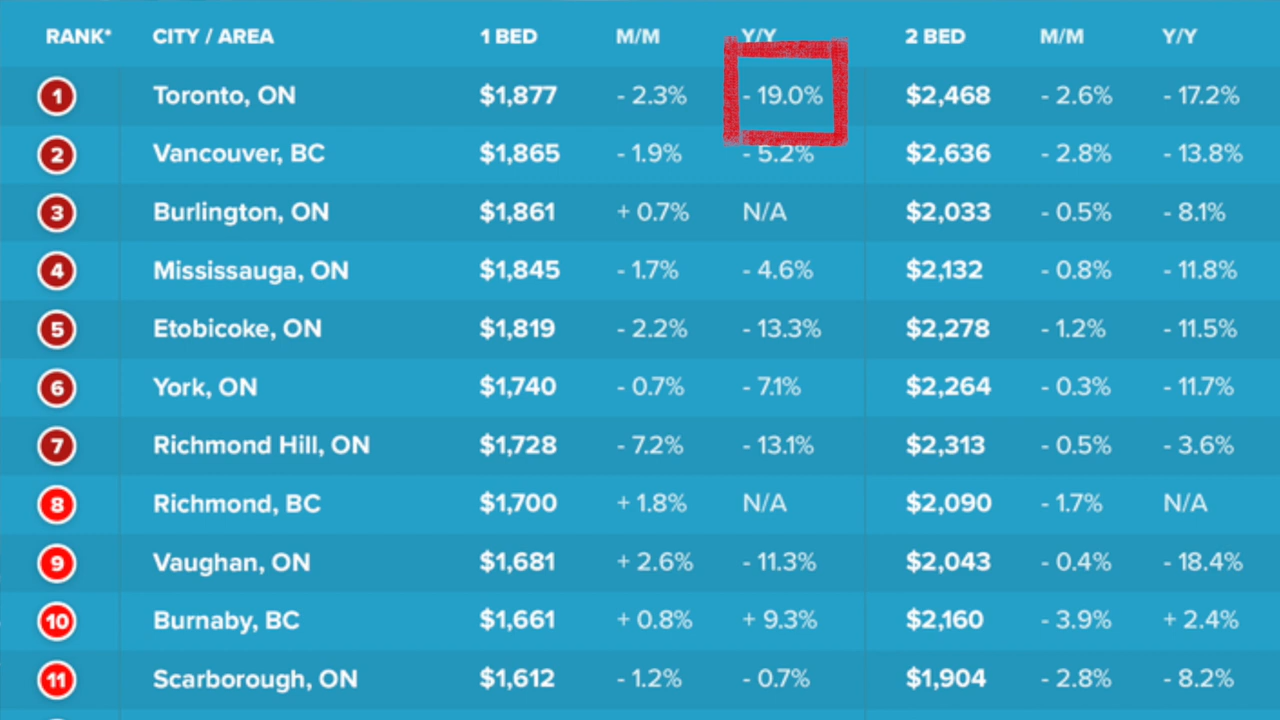 RANK* CITY / AREA 1 BED M/M Y/Y 2 BED M/M Y/Y
1 Toronto, ON $1,877 - 2.3% - 19.0% $2,468 - 2.6% - 17.2%
2 Vancouver, BC $1,865 - 1.9% - 5.2% $2,636 - 2.8% - 13.8%
3 Burlington, ON $1,861 + 0.7% N/A $2,033 - 0.5% - 8.1%
4 Mississauga, ON $1,845 - 1.7% - 4.6% $2,132 - 0.8% - 11.8%
5 Etobicoke, ON $1,819 - 2.2% - 13.3% $2,278 - 1.2% - 11.5%
6 York, ON $1,740 - 0.7% - 7.1% $2,264 - 0.3% - 11.7%
7 Richmond Hill, ON $1,728 - 7.2% - 13.1% $2,313 - 0.5% - 3.6%
8 Richmond, BC $1,700 + 1.8% N/A $2,090 - 1.7% N/A
9 Vaughan, ON $1,681 + 2.6% - 11.3% $2,043 - 0.4% - 18.4%
10 Burnaby, BC $1,661 + 0.8% + 9.3% $2,160 - 3.9% + 2.4%
11 Scarborough, ON $1,612 - 1.2% - 0.7% $1,904 - 2.8% - 8.2%